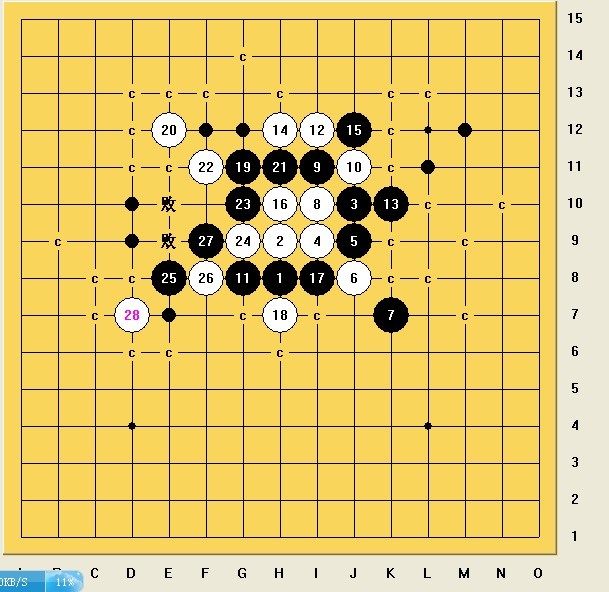 15
c 14
c c c c c c 13
c 20 14 12 15 c 12
c c 22 19 21 9 10 c 11
败 23 16 8 3 13 c c 10
c 败 27 24 2 4 5 c c 9
c c 25 26 11 1 17 6 c c 8
c 28 c 18 c 7 c 7
c c c 6
5
4
3
2
1
C D E F G H I J K L M N O
0KB/S 11%